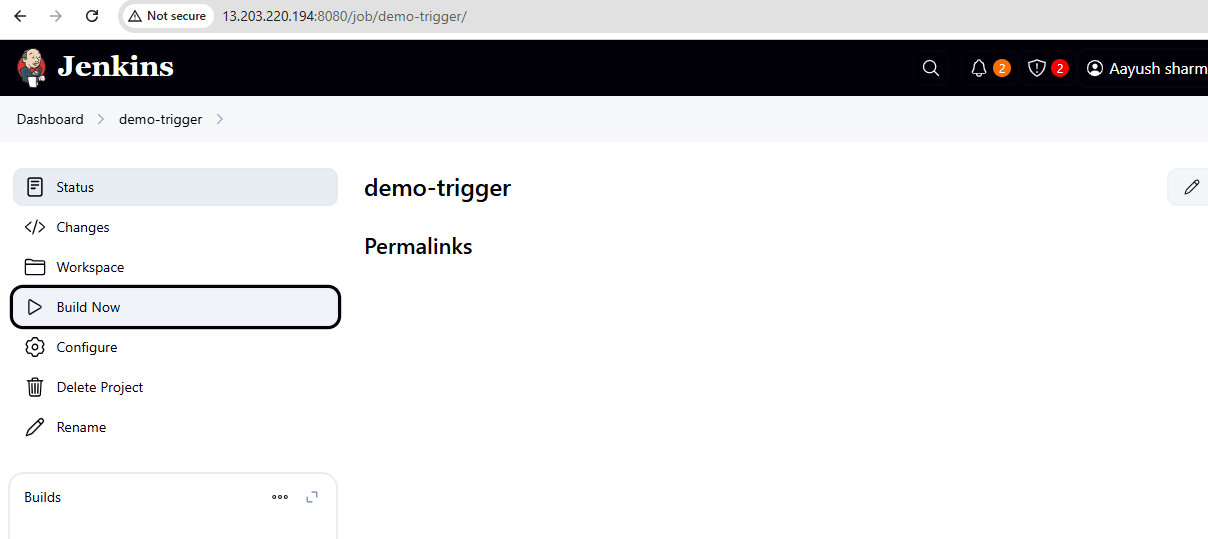 Not secure 13.203.220.194:8080/job/demo-trigger/
Jenkins
2
2
Aayush sharm
Dashboard
demo-trigger
Status
Changes
Workspace
Build Now
Configure
Delete Project
Rename
Builds
demo-trigger
Permalinks